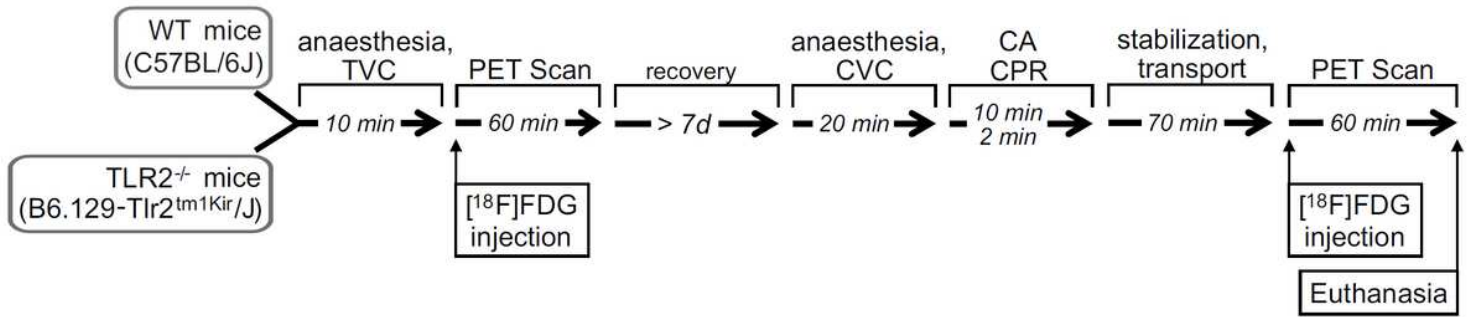 WT mice
(C57BL/6J)
TLR2⁻/⁻ mice
(B6.129-Tlr2ᵗᵐ¹ᴷⁱʳ/J)
anaesthesia,
TVC
10 min
PET Scan
60 min
[¹⁸F]FDG
injection
recovery
> 7d
anaesthesia,
CVC
20 min
CA
CPR
10 min
2 min
stabilization,
transport
70 min
PET Scan
60 min
[¹⁸F]FDG
injection
Euthanasia